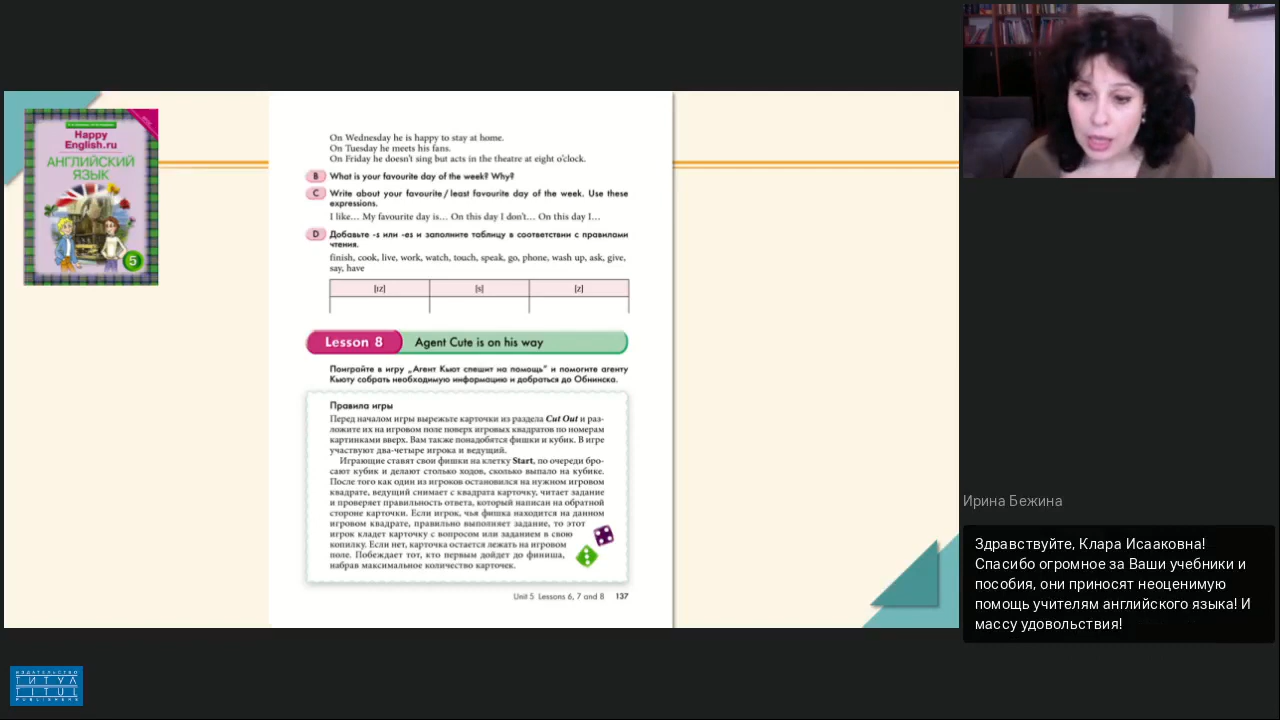 Happy
English.ru
АНГЛИЙСКИЙ
ЯЗЫК
5
On Wednesday he is happy to stay at home.
On Tuesday he meets his fans.
On Friday he doesn't sing but acts in the theatre at eight o'clock.
B What is your favourite day of the week? Why?
C Write about your favourite / least favourite day of the week. Use these
expressions.
I like... My favourite day is... On this day I don't... On this day I...
D Добавьте -s или -es и заполните таблицу в соответствии с правилами
чтения.
finish, cook, live, work, watch, touch, speak, go, phone, wash up, ask, give,
say, have
[ɪz] [s] [z]
Lesson 8 Agent Cute is on his way
Поиграйте в игру „Агент Кьют спешит на помощь" и помогите агенту
Кьюту собрать необходимую информацию и добраться до Обнинска.
Правила игры
Перед началом игры вырежьте карточки из раздела Cut Out и раз-
ложите их на игровом поле поверх игровых квадратов по номерам
картинками вверх. Вам также понадобятся фишки и кубик. В игре
участвуют два-четыре игрока и ведущий.
Играющие ставят свои фишки на клетку Start, по очереди бро-
сают кубик и делают столько ходов, сколько выпало на кубике.
После того как один из игроков остановился на нужном игровом
квадрате, ведущий снимает с квадрата карточку, читает задание
и проверяет правильность ответа, который написан на обратной
стороне карточки. Если игрок, чья фишка находится на данном
игровом квадрате, правильно выполняет задание, то этот
игрок кладет карточку с вопросом или заданием в свою
копилку. Если нет, карточка остается лежать на игровом
поле. Побеждает тот, кто первым дойдет до финиша,
набрав максимальное количество карточек.
Unit 5 Lessons 6, 7 and 8 137
Ирина Бежина
Здравствуйте, Клара Исааковна!
Спасибо огромное за Ваши учебники и
пособия, они приносят неоценимую
помощь учителям английского языка! И
массу удовольствия!
ИЗДАТЕЛЬСТВО
ТИТУЛ
TITUL
PUBLISHERS